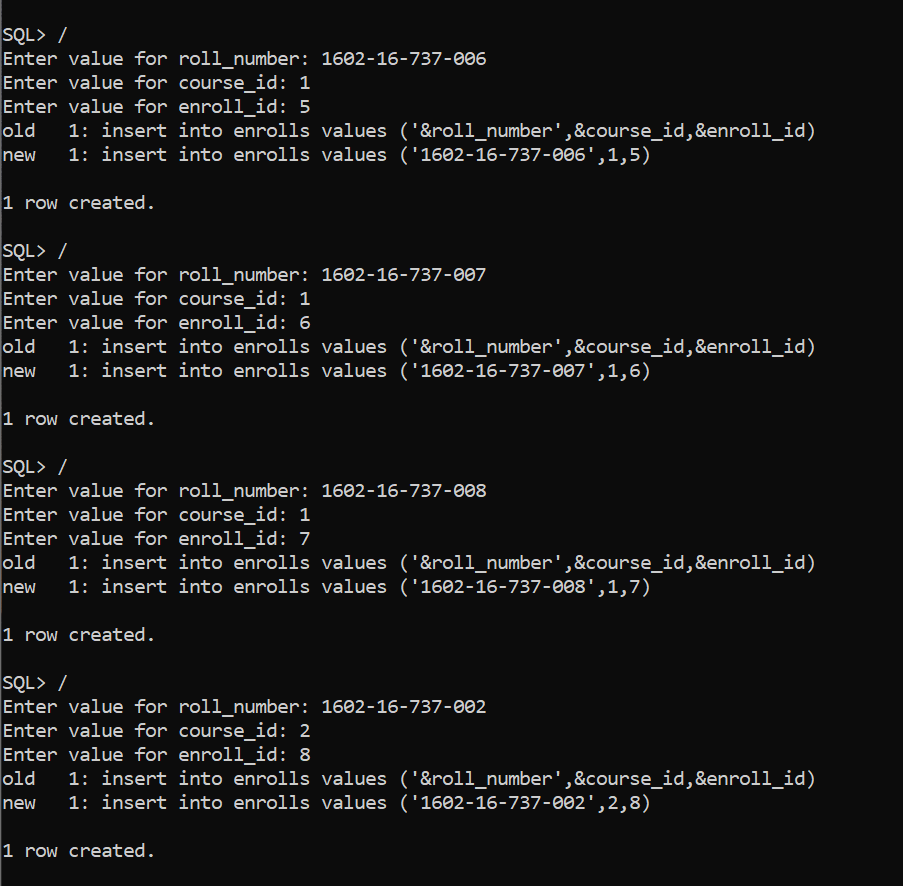 SQL> /
Enter value for roll_number: 1602-16-737-006
Enter value for course_id: 1
Enter value for enroll_id: 5
old   1: insert into enrolls values ('&roll_number',&course_id,&enroll_id)
new   1: insert into enrolls values ('1602-16-737-006',1,5)
1 row created.
SQL> /
Enter value for roll_number: 1602-16-737-007
Enter value for course_id: 1
Enter value for enroll_id: 6
old   1: insert into enrolls values ('&roll_number',&course_id,&enroll_id)
new   1: insert into enrolls values ('1602-16-737-007',1,6)
1 row created.
SQL> /
Enter value for roll_number: 1602-16-737-008
Enter value for course_id: 1
Enter value for enroll_id: 7
old   1: insert into enrolls values ('&roll_number',&course_id,&enroll_id)
new   1: insert into enrolls values ('1602-16-737-008',1,7)
1 row created.
SQL> /
Enter value for roll_number: 1602-16-737-002
Enter value for course_id: 2
Enter value for enroll_id: 8
old   1: insert into enrolls values ('&roll_number',&course_id,&enroll_id)
new   1: insert into enrolls values ('1602-16-737-002',2,8)
1 row created.